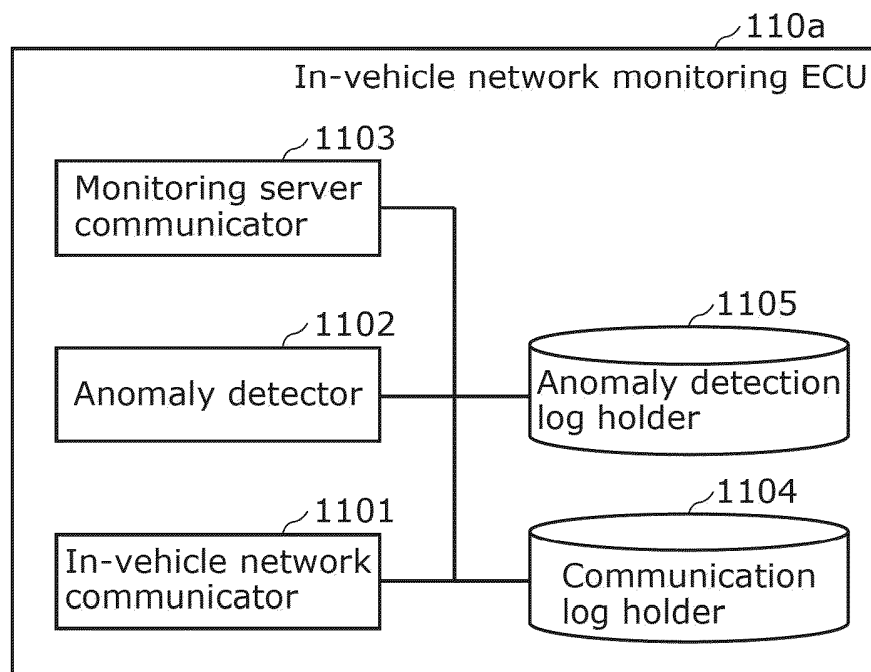 110a
In-vehicle network monitoring ECU
1103
Monitoring server
communicator
1102
Anomaly detector
1105
Anomaly detection
log holder
1101
In-vehicle network
communicator
1104
Communication
log holder